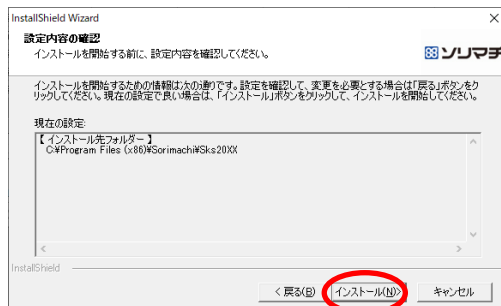 InstallShield Wizard
設定内容の確認
インストールを開始する前に、設定内容を確認してください。
ソリマチ
インストールを開始するための情報は次の通りです。設定を確認して、変更を必要とする場合は「戻る」ボタンをク
リックしてください。現在の設定で良い場合は、「インストール」ボタンをクリックして、インストールを開始してください。
現在の設定:
【 インストール先フォルダー 】
C:¥Program Files (x86)¥Sorimachi¥Sks20XX
InstallShield
< 戻る(B)
インストール(N)>
キャンセル